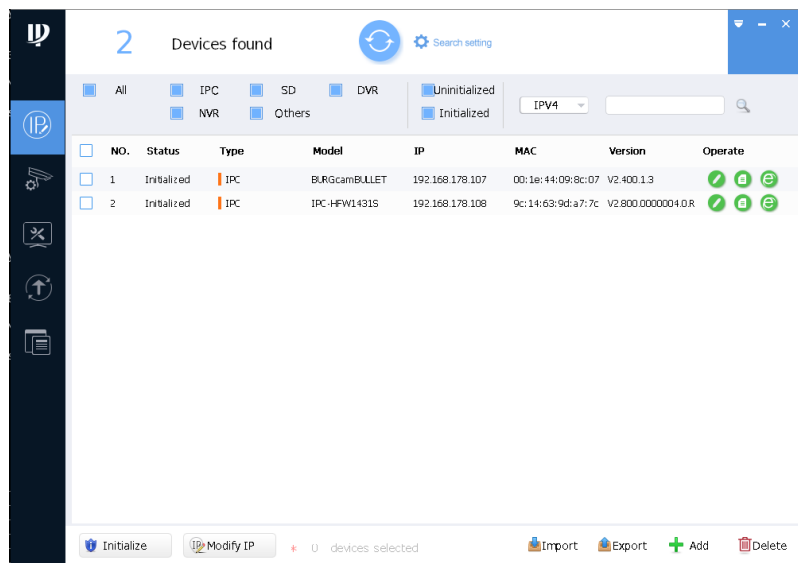 2 Devices found Search setting
All IPC SD DVR Uninitialized
NVR Others Initialized
IPV4
NO. Status Type Model IP MAC Version Operate
1 Initialized IPC BURGcamBULLET 192.168.178.107 00:1e:44:09:8c:07 V2.400.1.3
2 Initialized IPC IPC-HFW1431S 192.168.178.108 9c:14:63:9d:a7:7c V2.800.0000004.0.R
Initialize IP Modify IP * 0 devices selected Import Export Add Delete